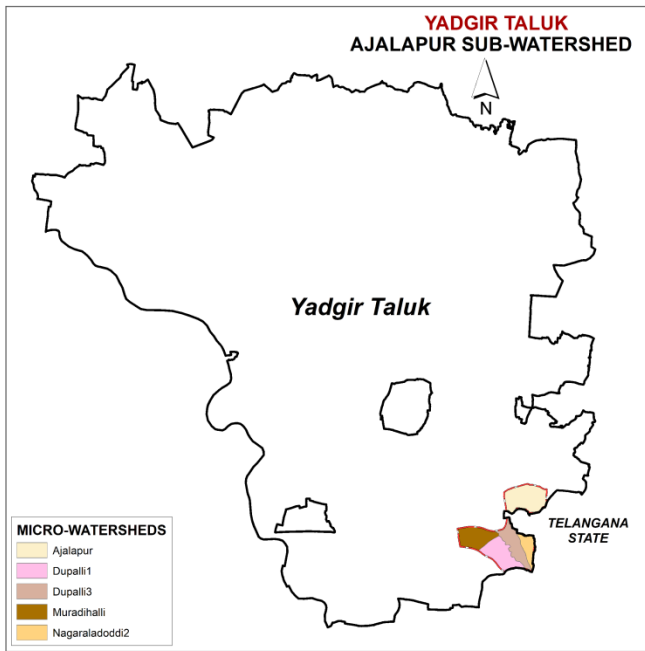 YADGIR TALUK
AJALAPUR SUB-WATERSHED
N
Yadgir Taluk
TELANGANA
STATE
MICRO-WATERSHEDS
Ajalapur
Dupalli1
Dupalli3
Muradihalli
Nagaraladoddi2